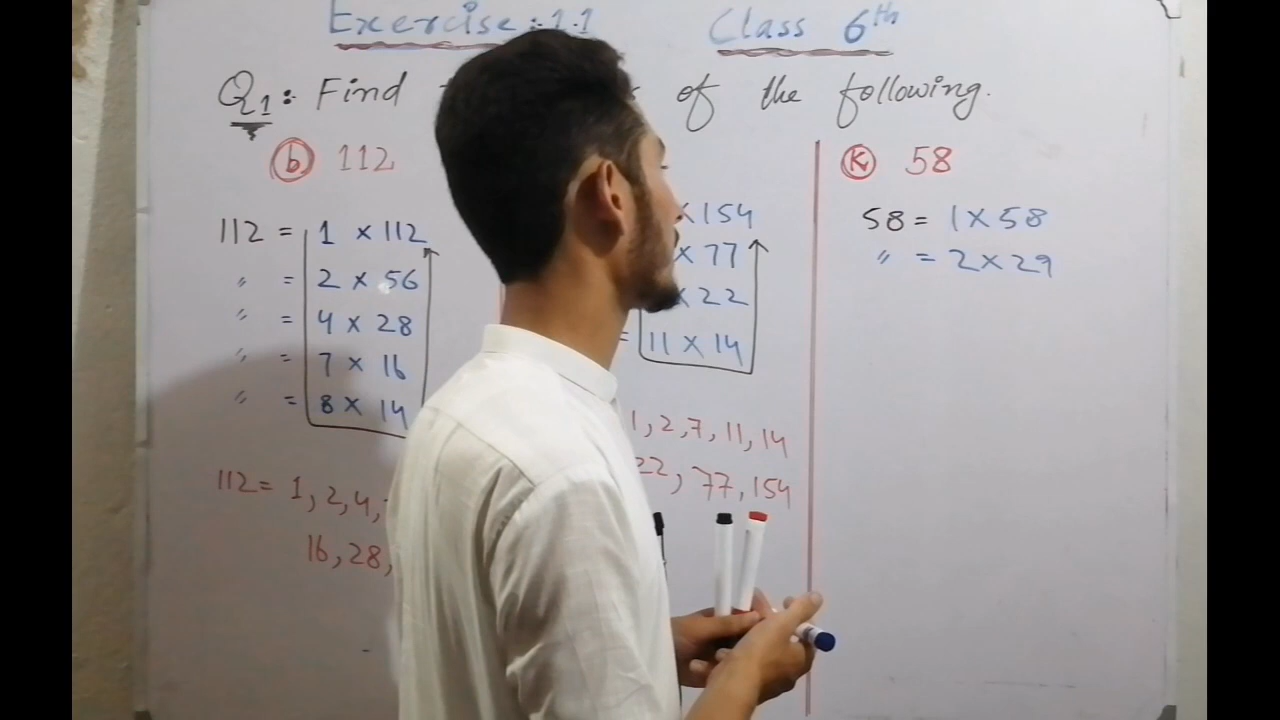 Exercise: 1.1 Class 6th
Q1: Find of the following.
(b) 112
112 = 1 × 112
〃 = 2 × 56
〃 = 4 × 28
〃 = 7 × 16
〃 = 8 × 14
112 = 1, 2, 4,
16, 28,
× 154
× 77
× 22
= 11 × 14
1, 2, 7, 11, 14
22, 77, 154
(K) 58
58 = 1 × 58
〃 = 2 × 29